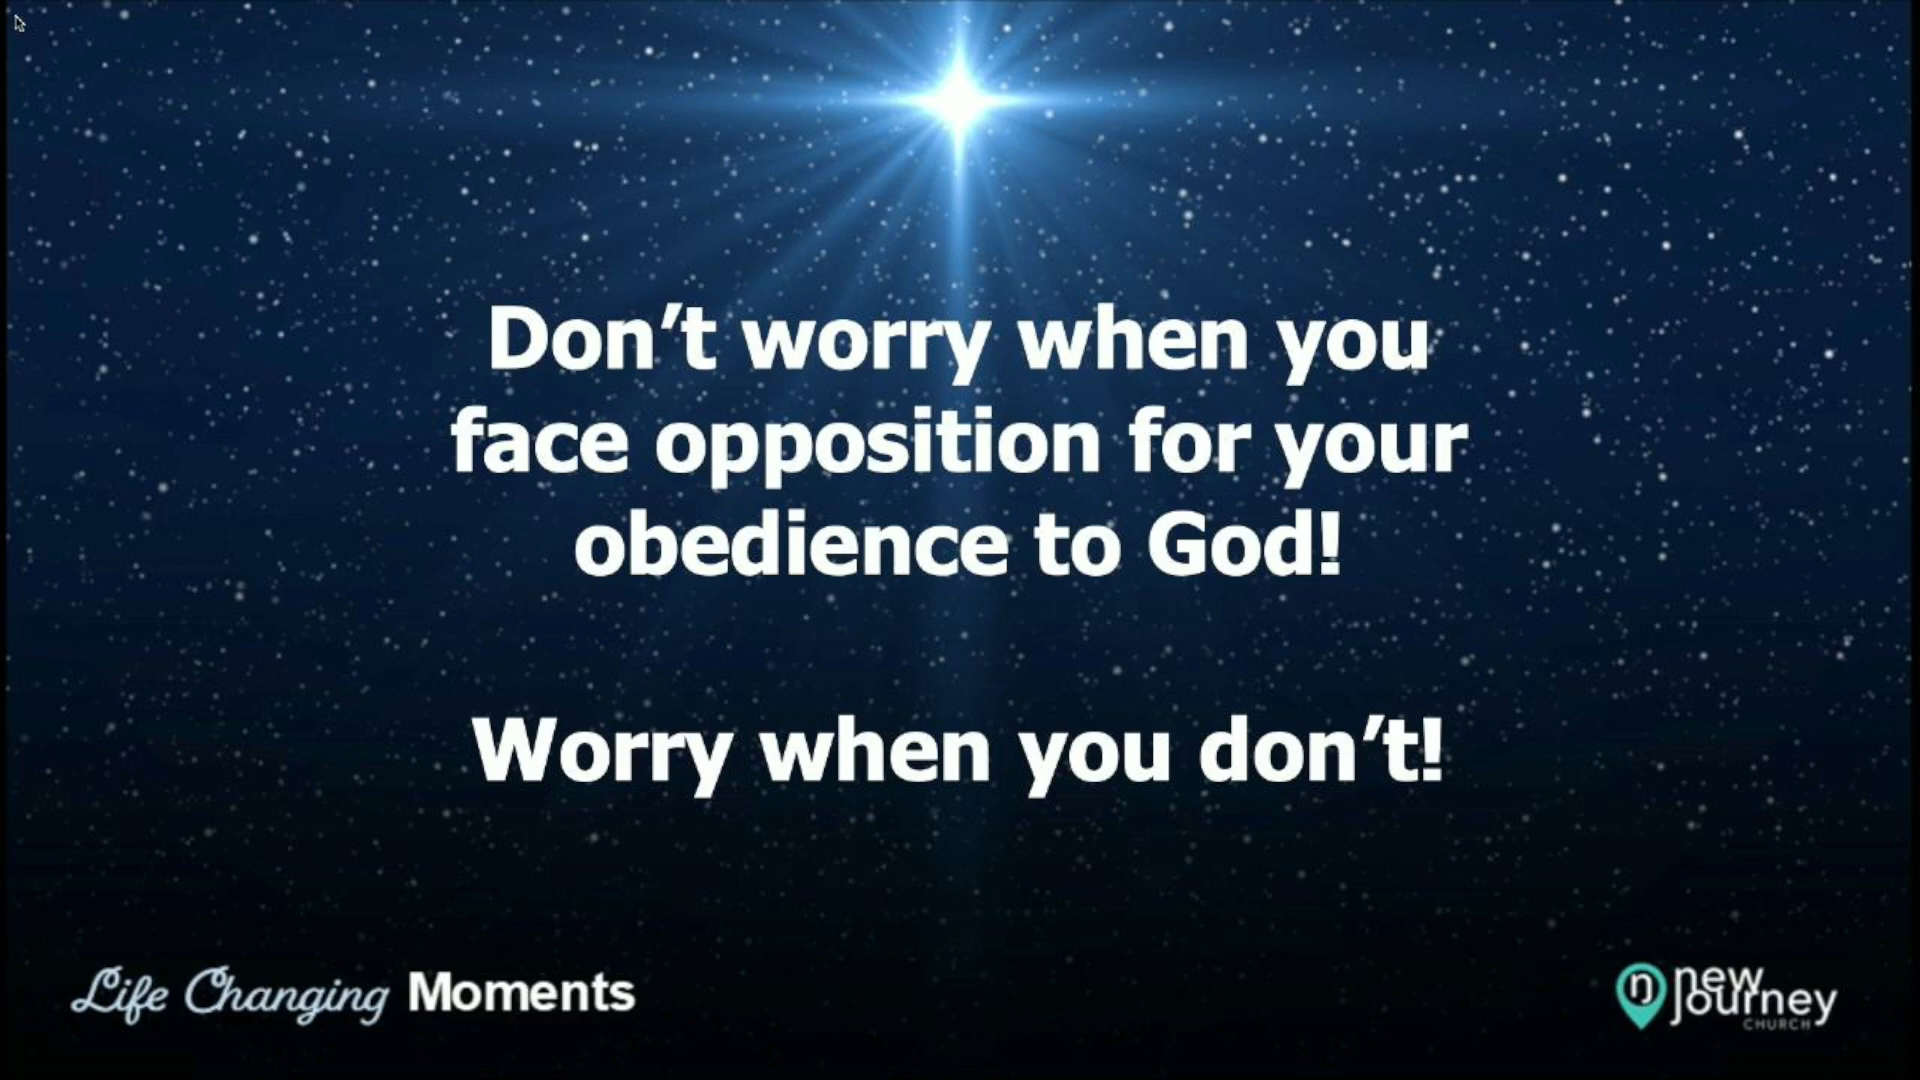 Don't worry when you
face opposition for your
obedience to God!
Worry when you don't!
Life Changing Moments
n new
Journey
CHURCH